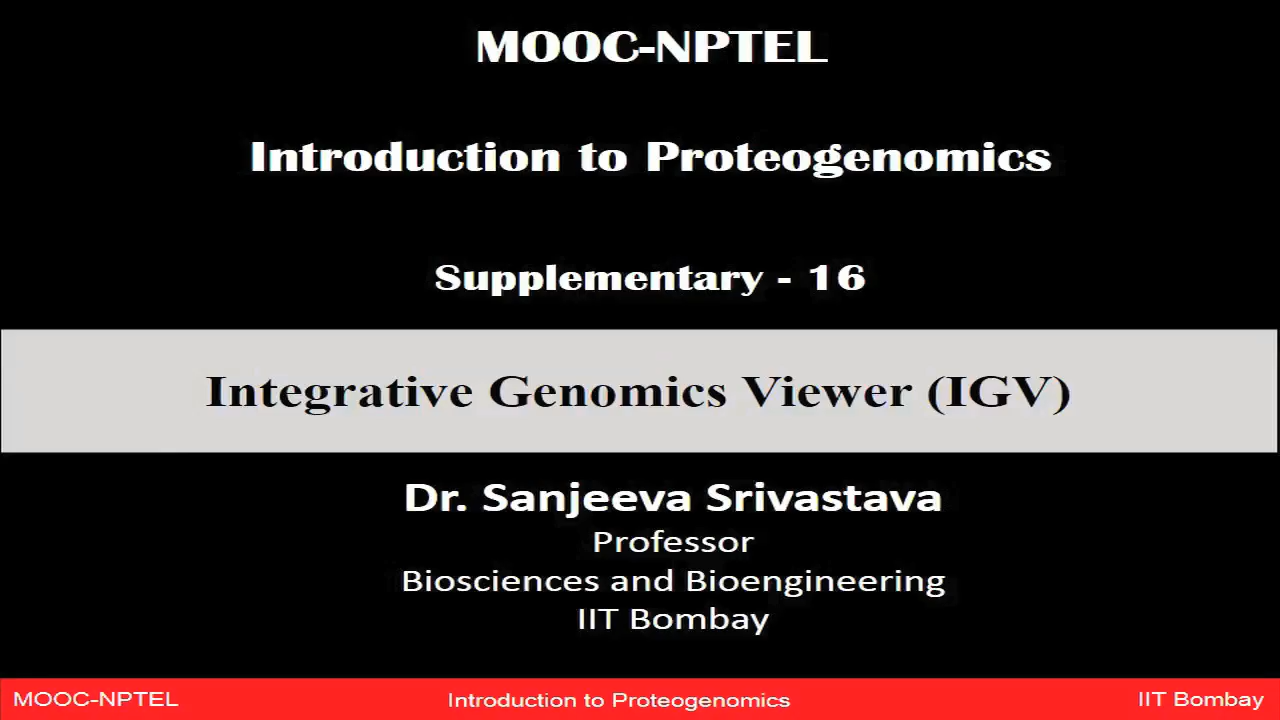 MOOC-NPTEL
Introduction to Proteogenomics
Supplementary - 16
Integrative Genomics Viewer (IGV)
Dr. Sanjeeva Srivastava
Professor
Biosciences and Bioengineering
IIT Bombay
MOOC-NPTEL
Introduction to Proteogenomics
IIT Bombay